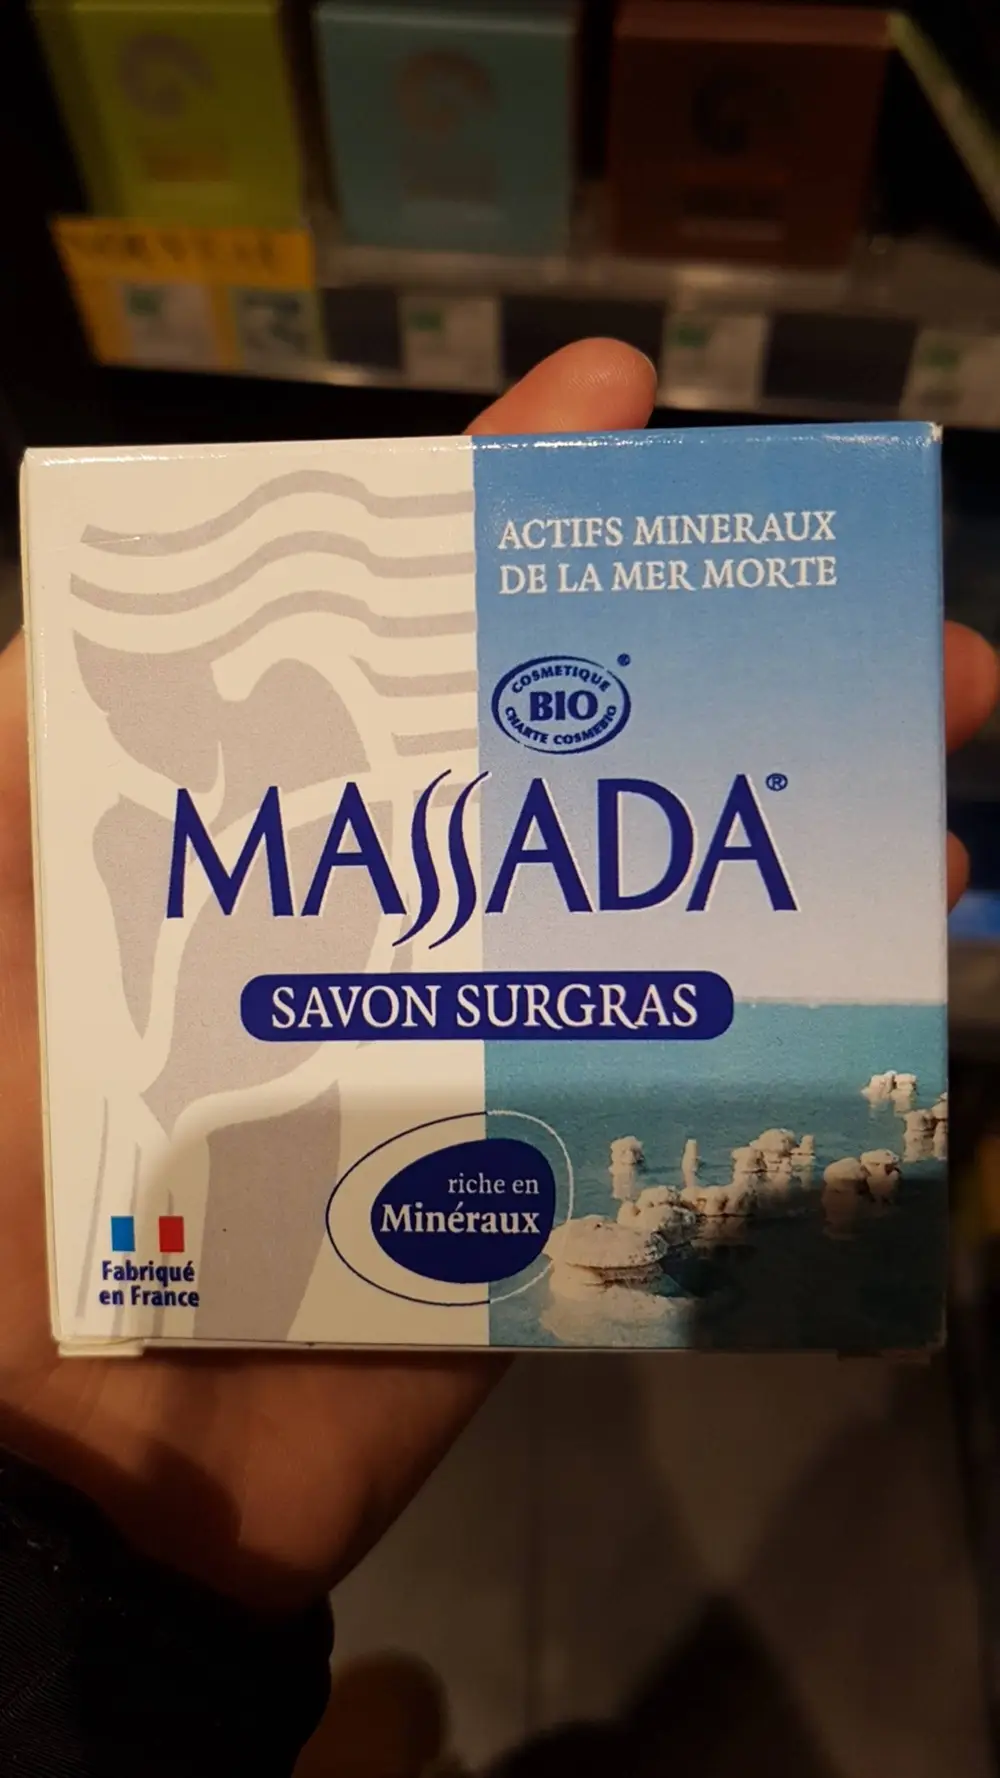 NOUVEAU
ACTIFS MINERAUX
DE LA MER MORTE
®
COSMETIQUE
BIO
CHARTE COSMEBIO
MASSADA®
SAVON SURGRAS
riche en
Minéraux
Fabriqué
en France